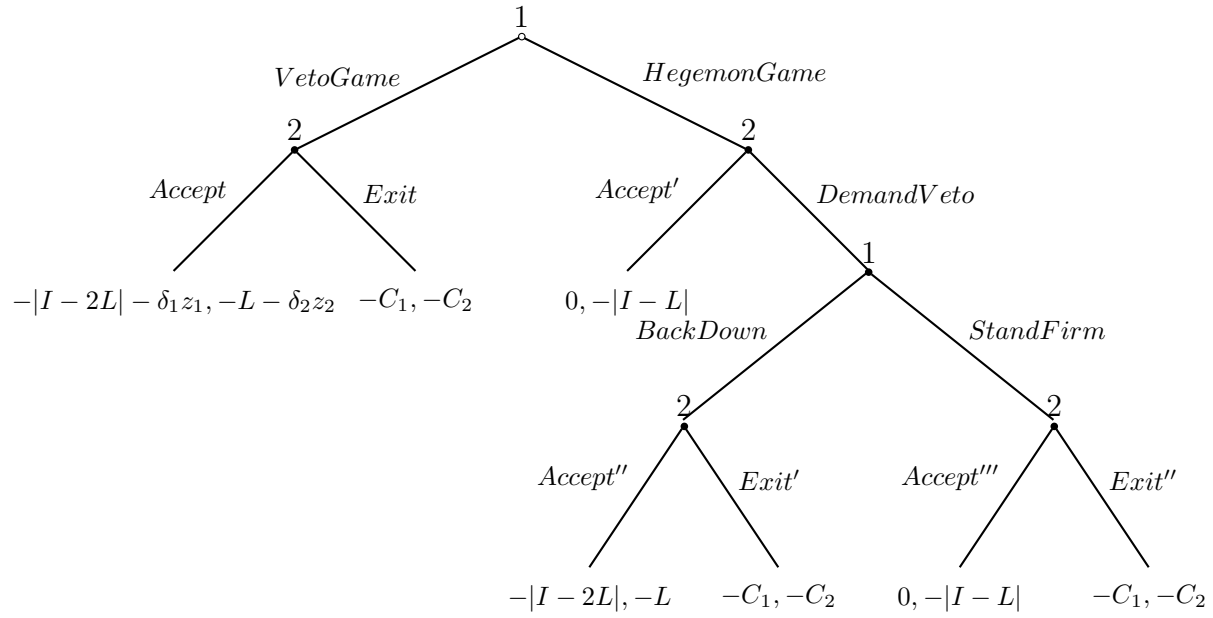 1
VetoGame HegemonGame
2 2
Accept Exit Accept′ DemandVeto
1
−|I − 2L| − δ₁z₁, −L − δ₂z₂ −C₁, −C₂ 0, −|I − L|
BackDown StandFirm
2 2
Accept′′ Exit′ Accept′′′ Exit′′
−|I − 2L|, −L −C₁, −C₂ 0, −|I − L| −C₁, −C₂